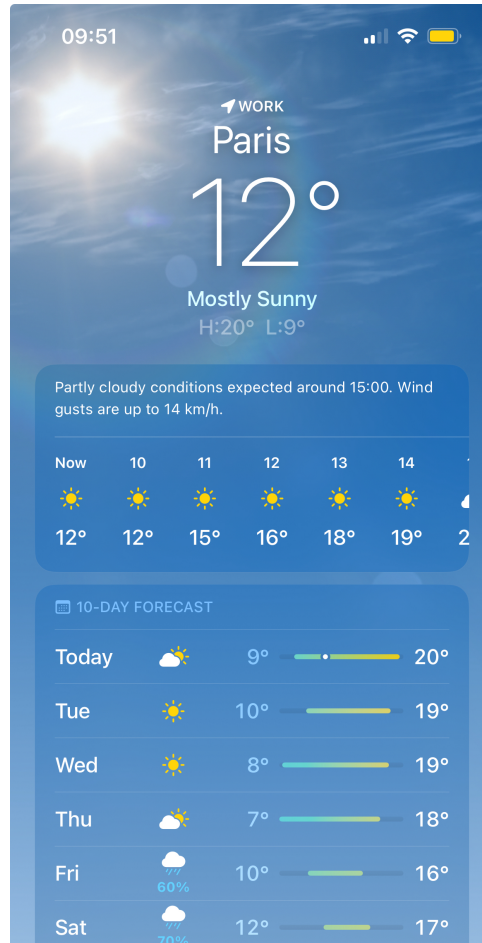 09:51
WORK
Paris
12°
Mostly Sunny
H:20° L:9°
Partly cloudy conditions expected around 15:00. Wind
gusts are up to 14 km/h.
Now 10 11 12 13 14
12° 12° 15° 16° 18° 19° 2
10-DAY FORECAST
Today 9° 20°
Tue 10° 19°
Wed 8° 19°
Thu 7° 18°
Fri 60% 10° 16°
Sat 70% 12° 17°